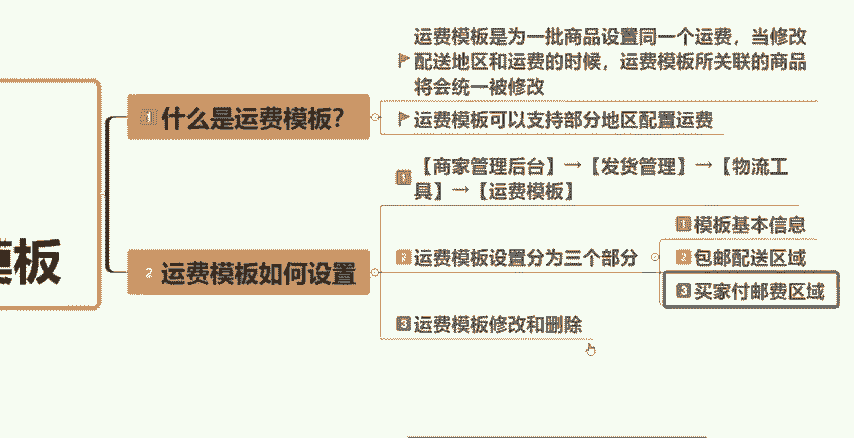 运费模板是为一批商品设置同一个运费，当修改
配送地区和运费的时候，运费模板所关联的商品
将会统一被修改
1 什么是运费模板？
运费模板可以支持部分地区配置运费
1 【商家管理后台】→【发货管理】→【物流工
具】→【运费模板】
模板
2 运费模板如何设置
2 运费模板设置分为三个部分
1 模板基本信息
2 包邮配送区域
3 买家付邮费区域
3 运费模板修改和删除